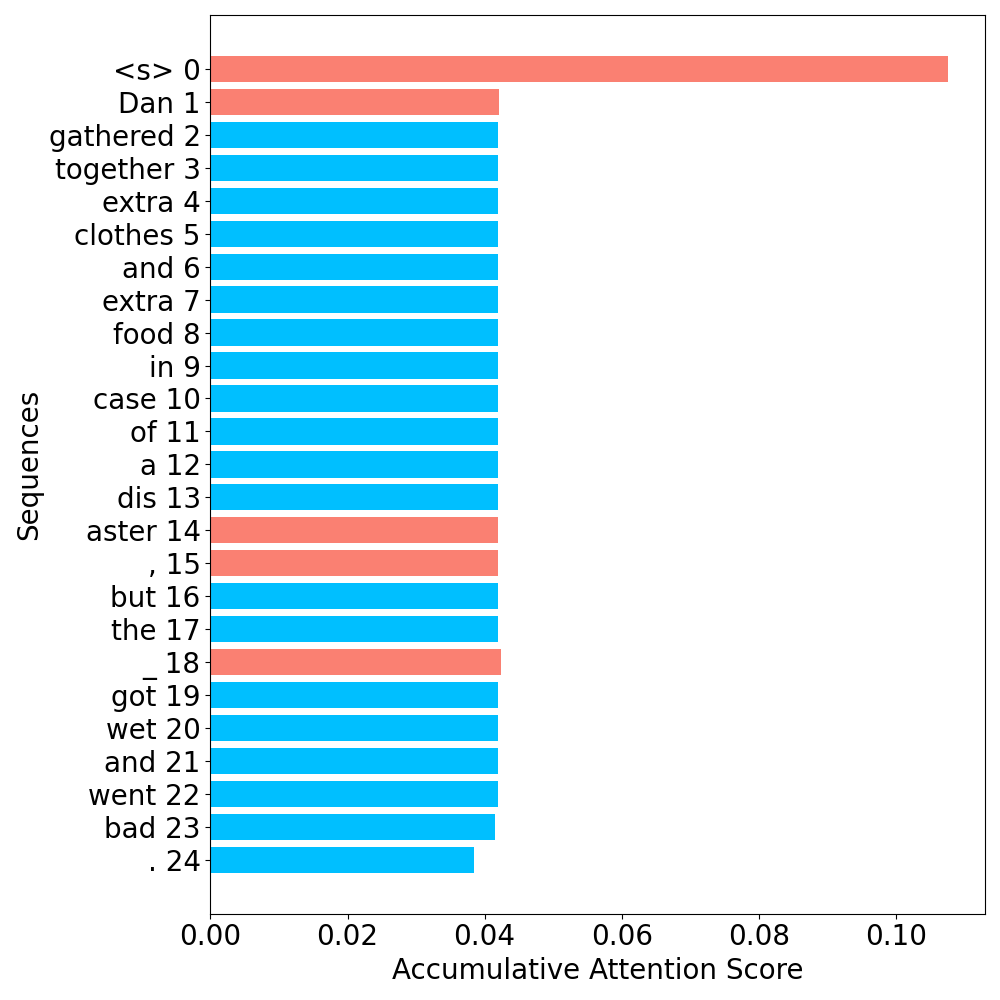 <s> 0
Dan 1
gathered 2
together 3
extra 4
clothes 5
and 6
extra 7
food 8
in 9
case 10
of 11
a 12
dis 13
aster 14
, 15
but 16
the 17
_ 18
got 19
wet 20
and 21
went 22
bad 23
. 24
Sequences
0.00 0.02 0.04 0.06 0.08 0.10
Accumulative Attention Score